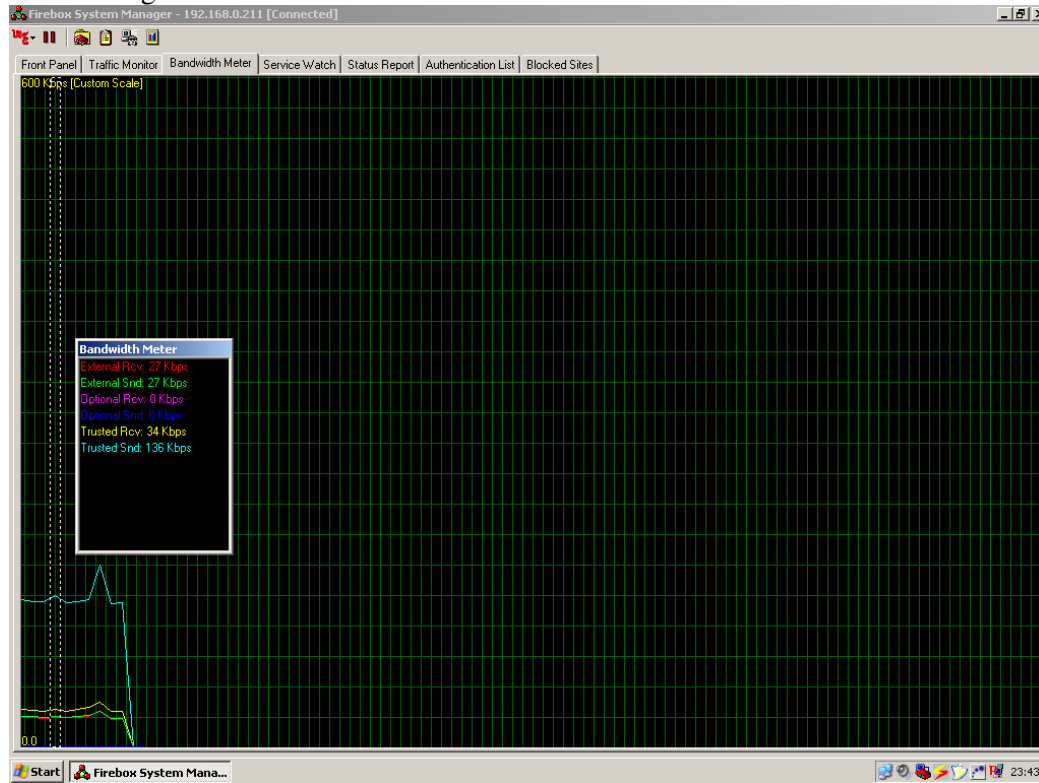 Firebox System Manager - 192.168.0.211 [Connected]
Front Panel Traffic Monitor Bandwidth Meter Service Watch Status Report Authentication List Blocked Sites
600 Kbps [Custom Scale]
Bandwidth Meter
External Rcv: 27 Kbps
External Snd: 27 Kbps
Optional Rcv: 0 Kbps
Optional Snd: 0 Kbps
Trusted Rcv: 34 Kbps
Trusted Snd: 136 Kbps
0.0
Start Firebox System Mana... 23:43